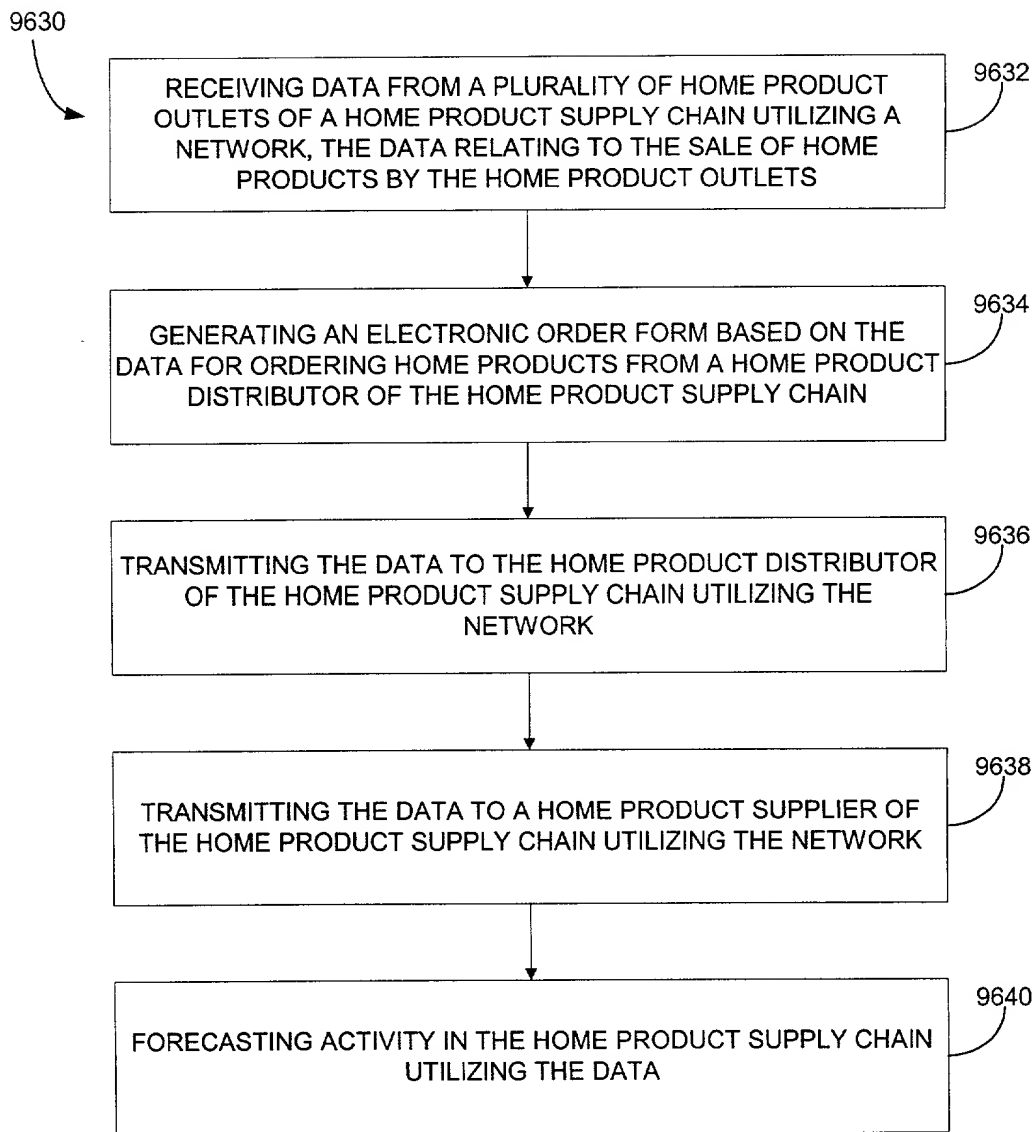 9630
9632
RECEIVING DATA FROM A PLURALITY OF HOME PRODUCT
OUTLETS OF A HOME PRODUCT SUPPLY CHAIN UTILIZING A
NETWORK, THE DATA RELATING TO THE SALE OF HOME
PRODUCTS BY THE HOME PRODUCT OUTLETS
9634
GENERATING AN ELECTRONIC ORDER FORM BASED ON THE
DATA FOR ORDERING HOME PRODUCTS FROM A HOME PRODUCT
DISTRIBUTOR OF THE HOME PRODUCT SUPPLY CHAIN
9636
TRANSMITTING THE DATA TO THE HOME PRODUCT DISTRIBUTOR
OF THE HOME PRODUCT SUPPLY CHAIN UTILIZING THE
NETWORK
9638
TRANSMITTING THE DATA TO A HOME PRODUCT SUPPLIER OF
THE HOME PRODUCT SUPPLY CHAIN UTILIZING THE NETWORK
9640
FORECASTING ACTIVITY IN THE HOME PRODUCT SUPPLY CHAIN
UTILIZING THE DATA